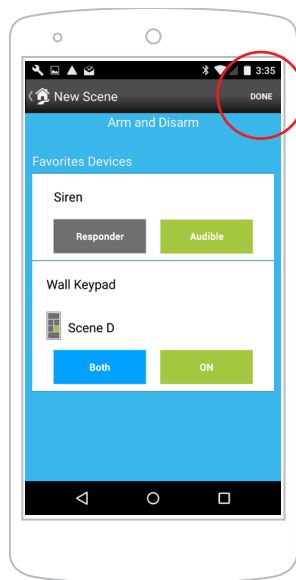 3:35
New Scene
DONE
Arm and Disarm
Favorites Devices
Siren
Responder Audible
Wall Keypad
Scene D
Both ON